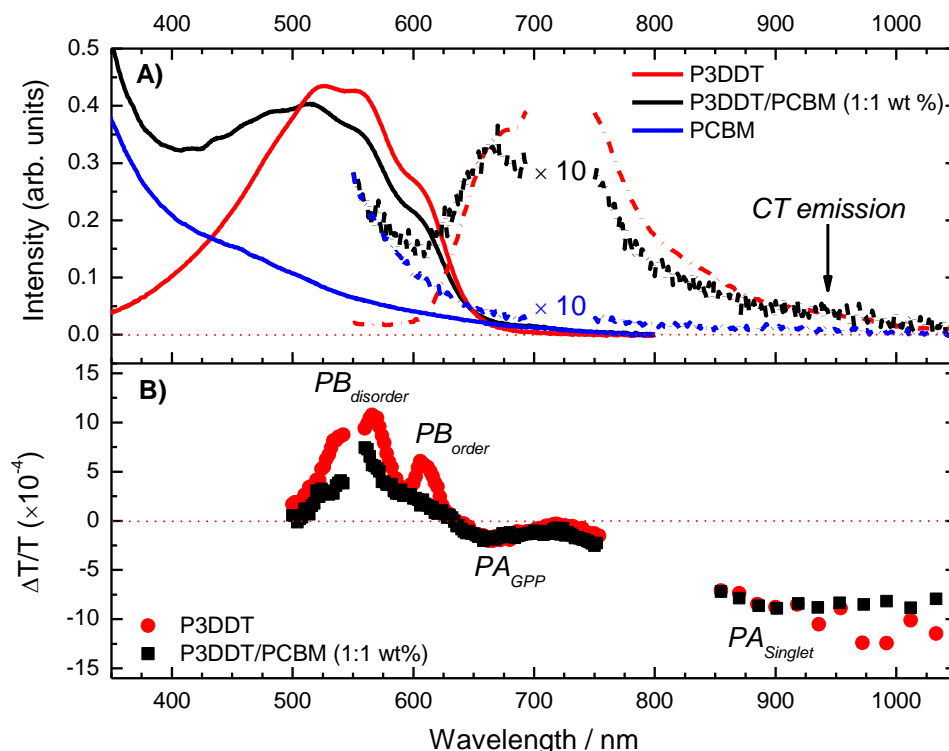 400 500 600 700 800 900 1000
A)
P3DDT
P3DDT/PCBM (1:1 wt %)
PCBM
0.5
0.4
0.3
0.2
0.1
0.0
Intensity (arb. units)
× 10
× 10
CT emission
B)
PB_disorder
PB_order
PA_GPP
PA_Singlet
15
10
5
0
-5
-10
-15
ΔT/T (×10⁻⁴)
P3DDT
P3DDT/PCBM (1:1 wt%)
400 500 600 700 800 900 1000
Wavelength / nm